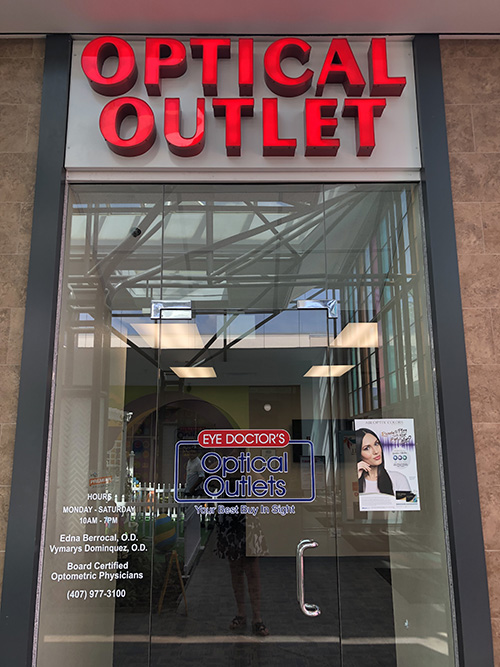 OPTICAL
OUTLET
EYE DOCTOR'S
Optical
Outlets
Your Best Buy In Sight
HOURS
MONDAY - SATURDAY
10AM - 7PM
Edna Berrocal, O.D.
Vymarys Dominquez, O.D.
Board Certified
Optometric Physicians
(407) 977-3100